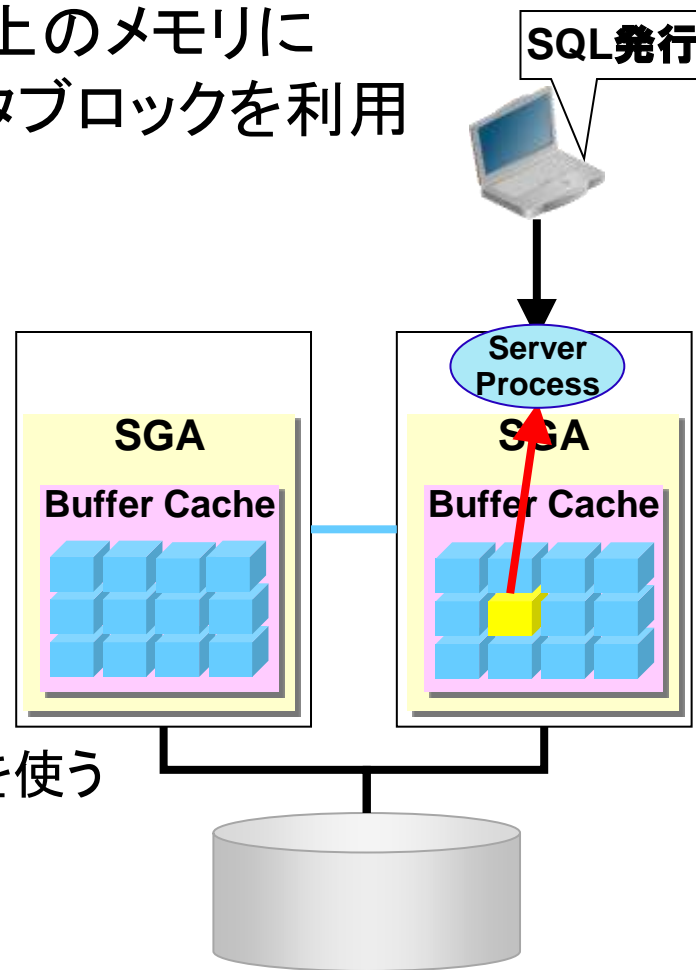 上のメモリに
タブロックを利用
SQL発行
Server
Process
SGA
Buffer Cache
SGA
Buffer Cache
を使う